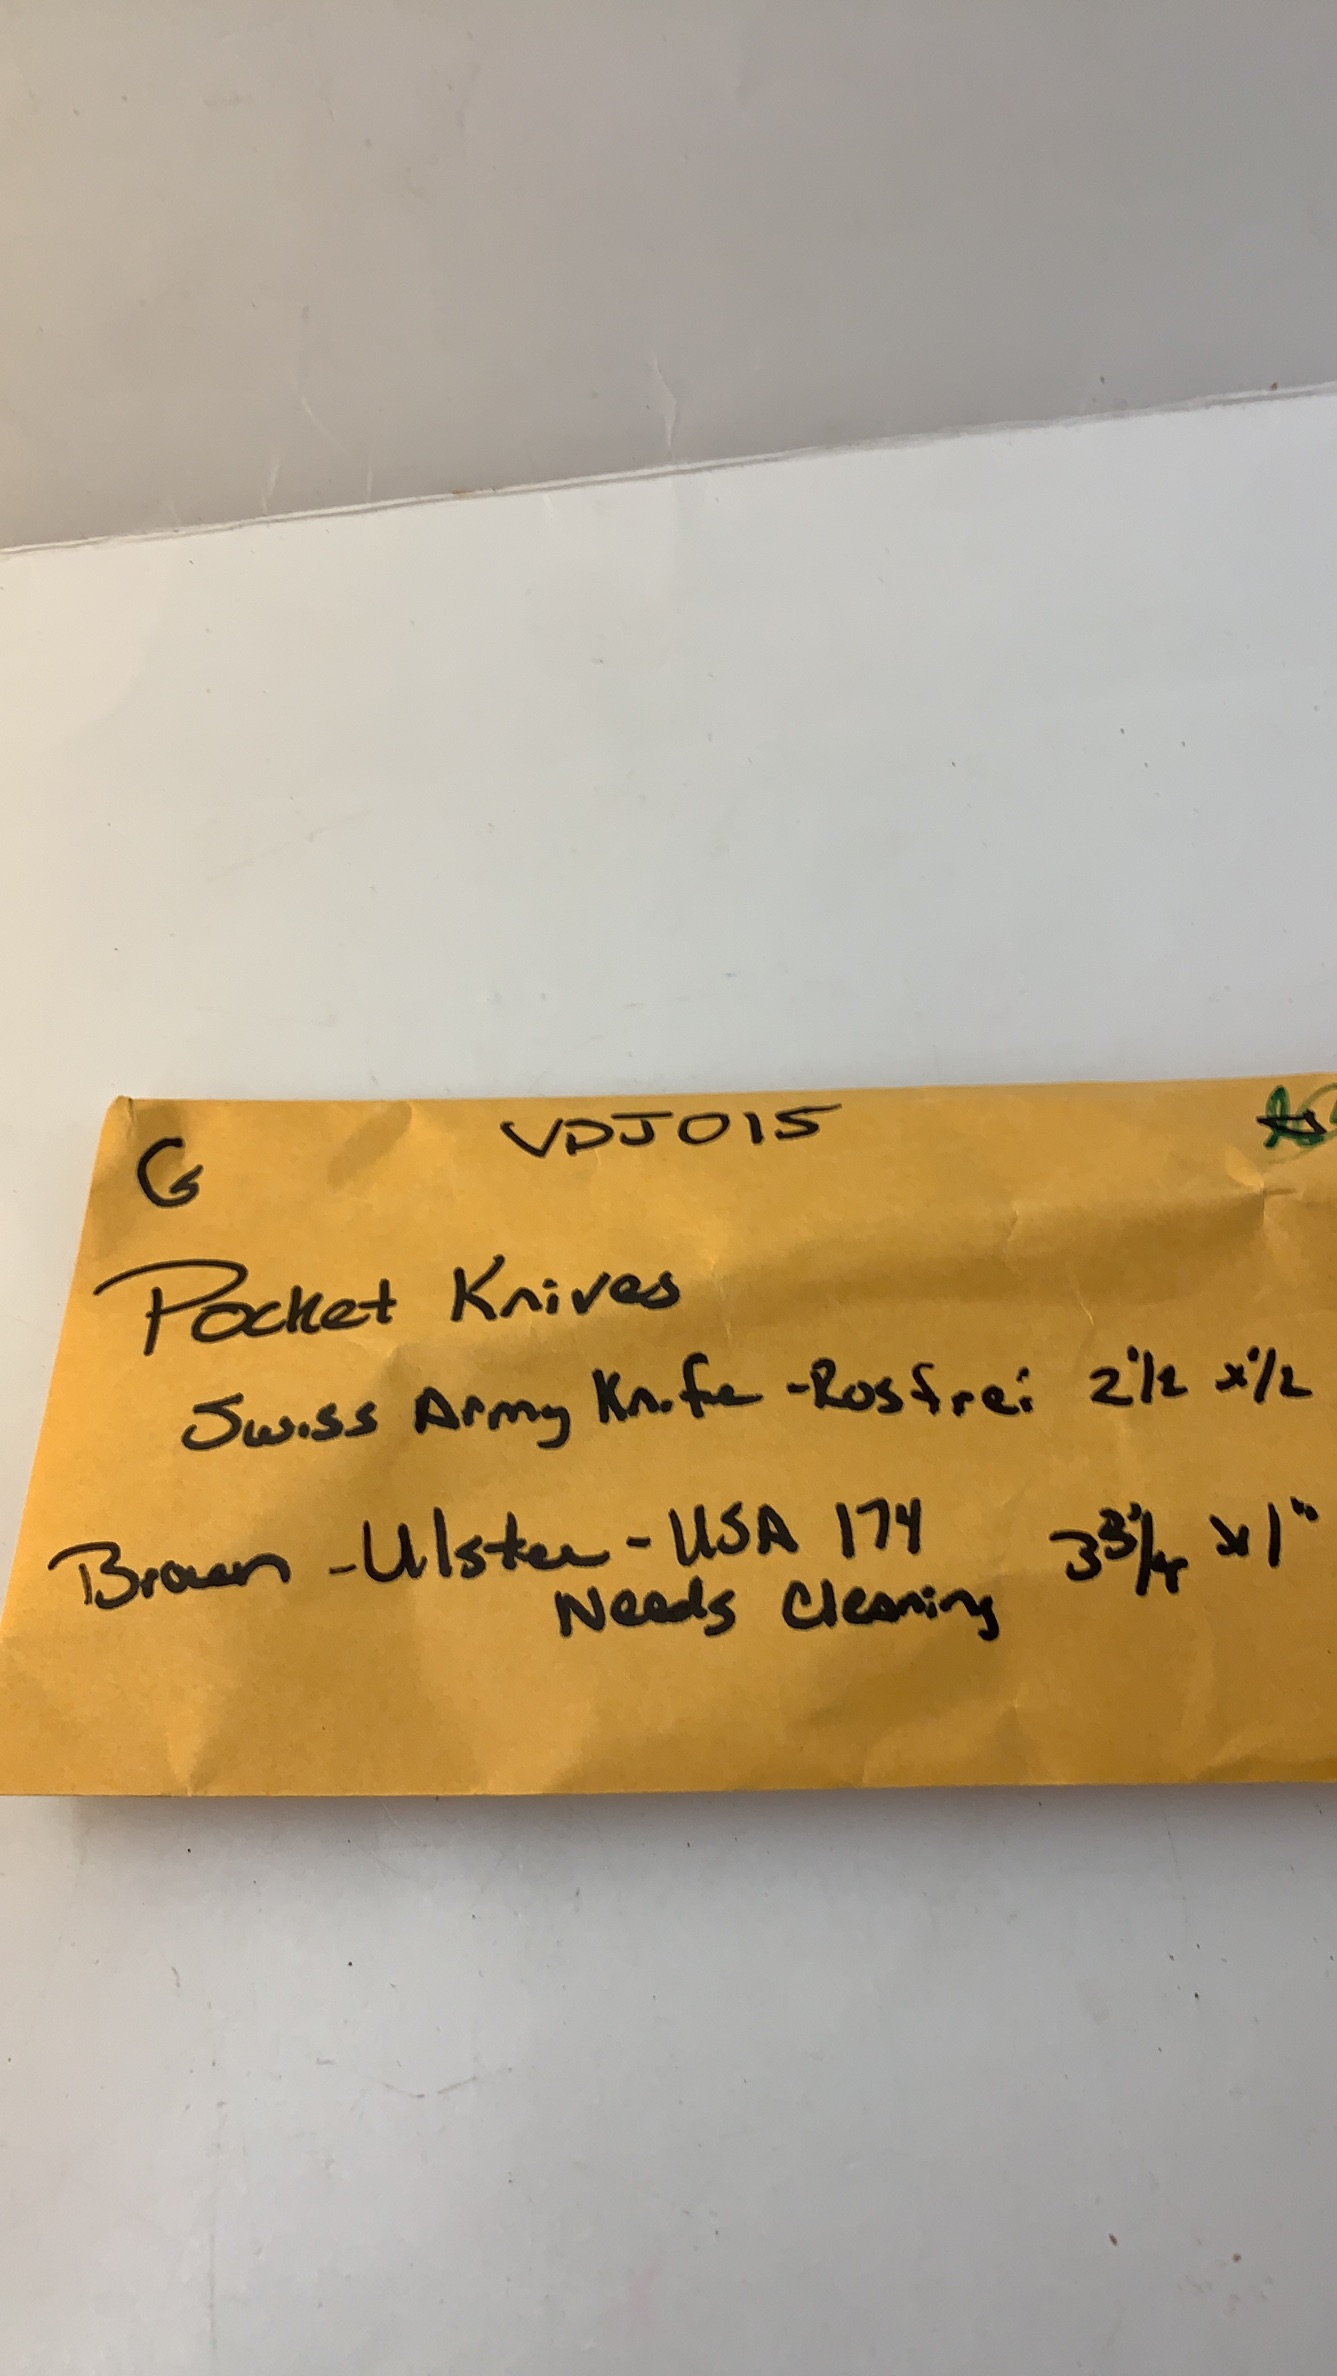 G VDJ015
Pocket Knives
Swiss Army Knife - Rosfrei 2 1/2 x 1/2
Brown - Ulster - USA 174 3 3/4 x 1"
Needs Cleaning